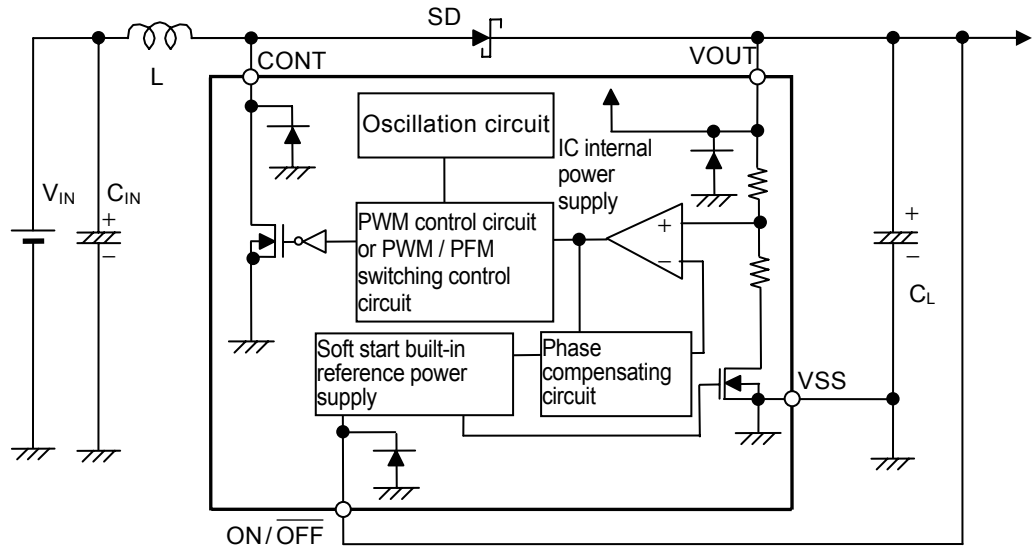 SD
CONT
VOUT
L
Oscillation circuit
IC internal
power
supply
VIN
CIN
+
−
PWM control circuit
or PWM / PFM
switching control
circuit
+
−
+
−
CL
Soft start built-in
reference power
supply
Phase
compensating
circuit
VSS
ON/OFF